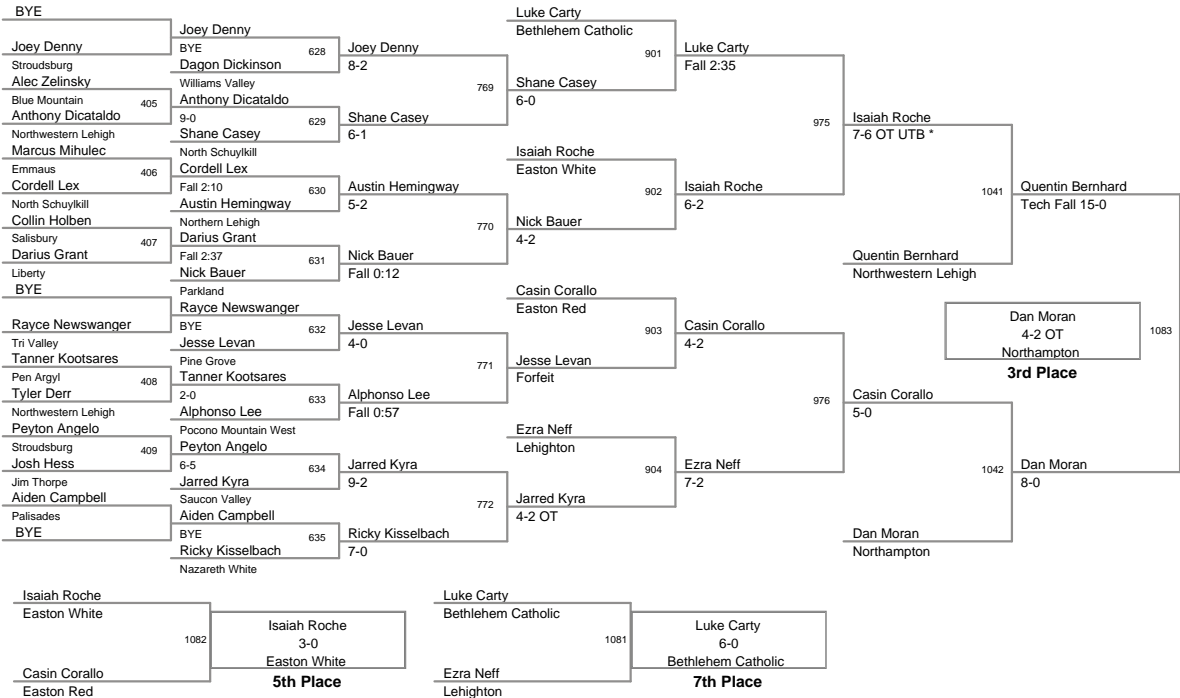 BYE
Joey Denny
Stroudsburg
Alec Zelinsky
Blue Mountain
405
Anthony Dicataldo
Northwestern Lehigh
Marcus Mihulec
Emmaus
406
Cordell Lex
North Schuylkill
Collin Holben
Salisbury
407
Darius Grant
Liberty
BYE
Rayce Newswanger
Tri Valley
Tanner Kootsares
Pen Argyl
408
Tyler Derr
Northwestern Lehigh
Peyton Angelo
Stroudsburg
409
Josh Hess
Jim Thorpe
Aiden Campbell
Palisades
BYE
Joey Denny
BYE
628
Dagon Dickinson
Williams Valley
Anthony Dicataldo
9-0
629
Shane Casey
North Schuylkill
Cordell Lex
Fall 2:10
630
Austin Hemingway
Northern Lehigh
Darius Grant
Fall 2:37
631
Nick Bauer
Parkland
Rayce Newswanger
BYE
632
Jesse Levan
Pine Grove
Tanner Kootsares
2-0
633
Alphonso Lee
Pocono Mountain West
Peyton Angelo
6-5
634
Jarred Kyra
Saucon Valley
Aiden Campbell
BYE
635
Ricky Kisselbach
Nazareth White
Joey Denny
8-2
769
Shane Casey
6-1
Austin Hemingway
5-2
770
Nick Bauer
Fall 0:12
Jesse Levan
4-0
771
Alphonso Lee
Fall 0:57
Jarred Kyra
9-2
772
Ricky Kisselbach
7-0
Luke Carty
Bethlehem Catholic
901
Shane Casey
6-0
Isaiah Roche
Easton White
902
Nick Bauer
4-2
Casin Corallo
Easton Red
903
Jesse Levan
Forfeit
Ezra Neff
Lehighton
904
Jarred Kyra
4-2 OT
Luke Carty
Fall 2:35
975
Isaiah Roche
6-2
Casin Corallo
4-2
976
Ezra Neff
7-2
Isaiah Roche
7-6 OT UTB *
1041
Quentin Bernhard
Northwestern Lehigh
Casin Corallo
5-0
1042
Dan Moran
Northampton
Quentin Bernhard
Tech Fall 15-0
1083
Dan Moran
8-0
Dan Moran
4-2 OT
Northampton
3rd Place
Isaiah Roche
Easton White
1082
Casin Corallo
Easton Red
Isaiah Roche
3-0
Easton White
5th Place
Luke Carty
Bethlehem Catholic
1081
Ezra Neff
Lehighton
Luke Carty
6-0
Bethlehem Catholic
7th Place